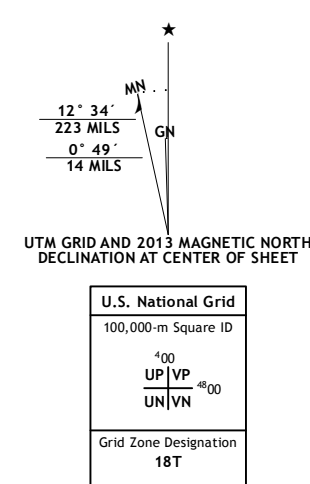 ★
MN
12° 34´
223 MILS
GN
0° 49´
14 MILS
UTM GRID AND 2013 MAGNETIC NORTH
DECLINATION AT CENTER OF SHEET
U.S. National Grid
100,000-m Square ID
⁴00
UP VP
⁴⁸00
UN VN
Grid Zone Designation
18T